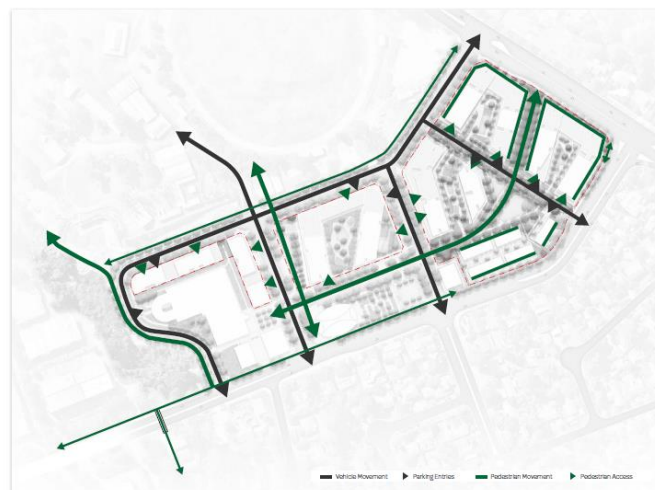 Vehicle Movement
Parking Entries
Pedestrian Movement
Pedestrian Access